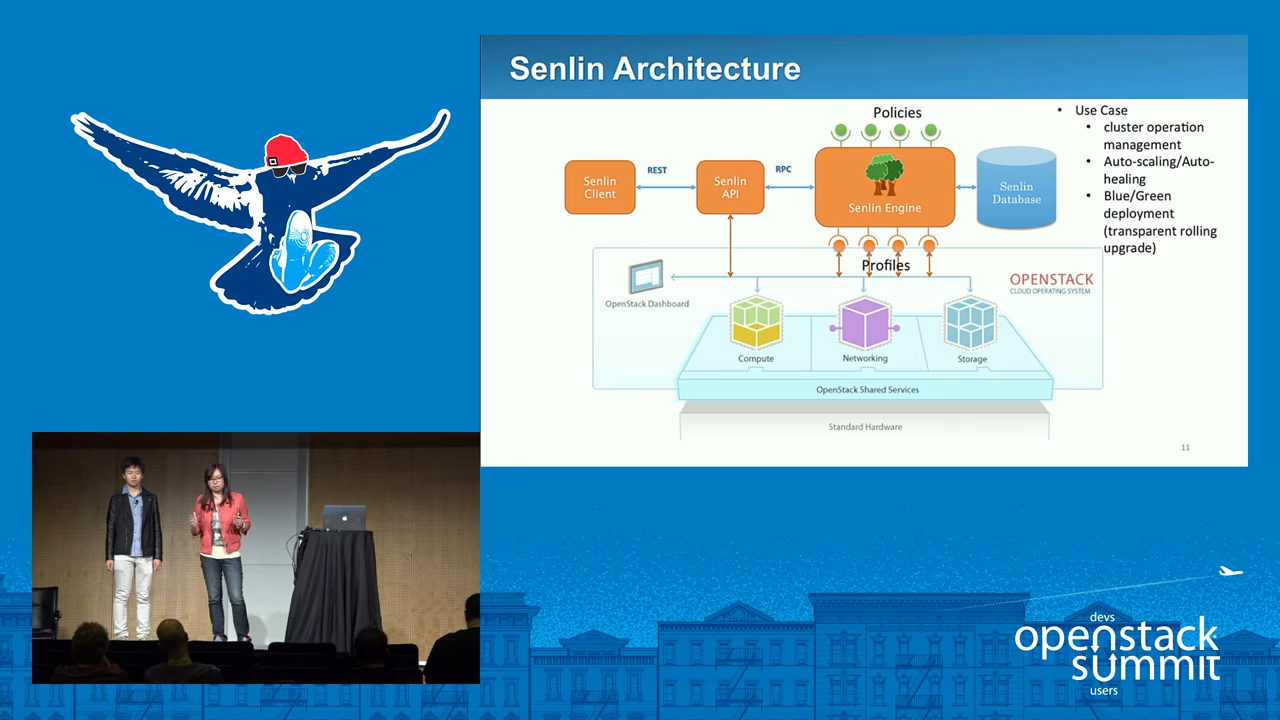 Senlin Architecture
Policies
Senlin
Client
REST
Senlin
API
RPC
Senlin Engine
Senlin
Database
Profiles
OpenStack Dashboard
OPENSTACK
CLOUD OPERATING SYSTEM
Compute
Networking
Storage
OpenStack Shared Services
Standard Hardware
• Use Case
• cluster operation
management
• Auto-scaling/Auto-
healing
• Blue/Green
deployment
(transparent rolling
upgrade)
11
devs
openstack
summit
users